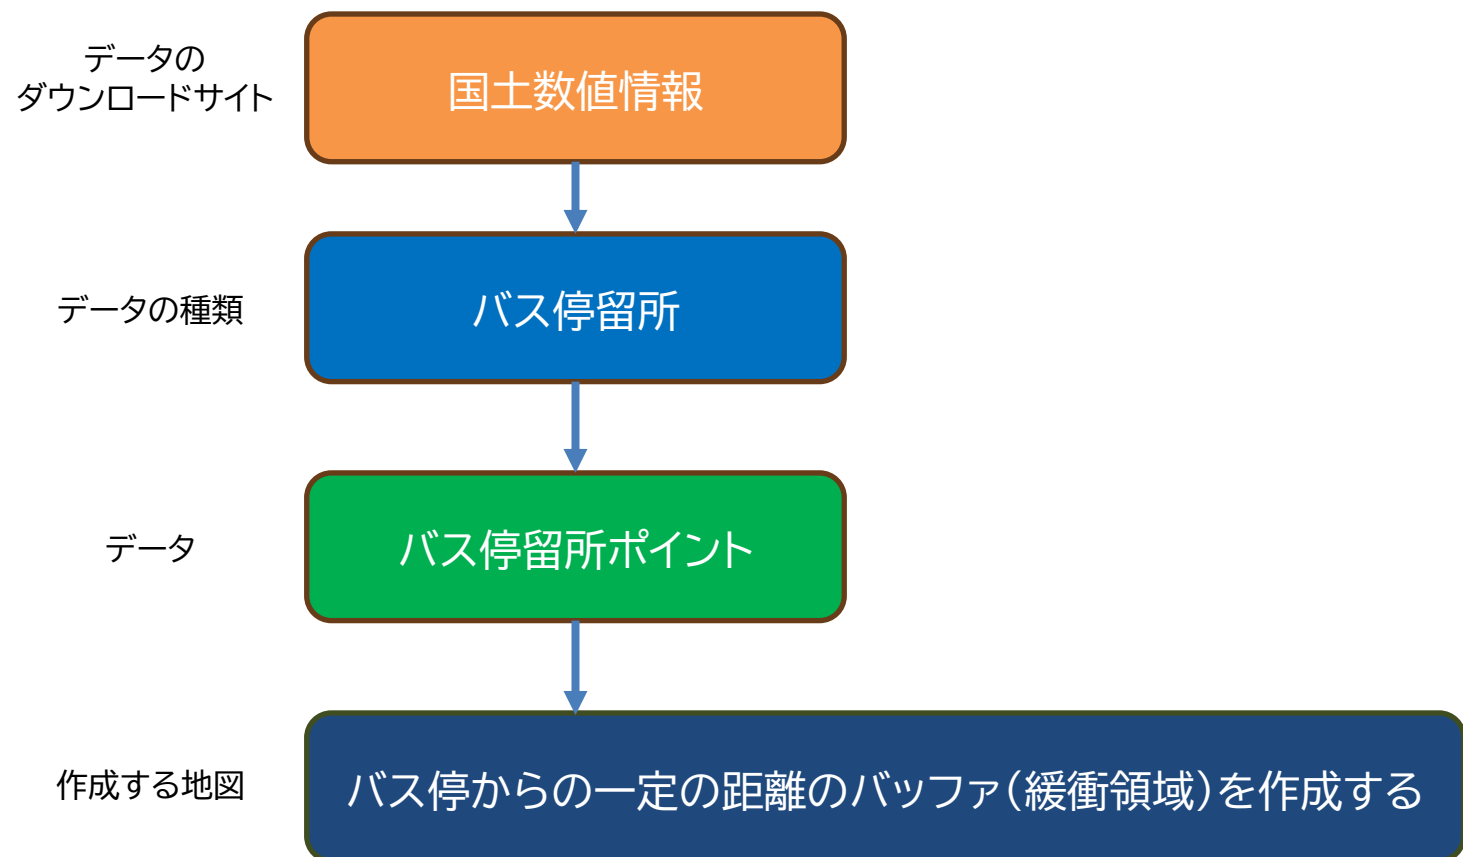 データの
ダウンロードサイト
国土数値情報
データの種類
バス停留所
データ
バス停留所ポイント
作成する地図
バス停からの一定の距離のバッファ(緩衝領域)を作成する